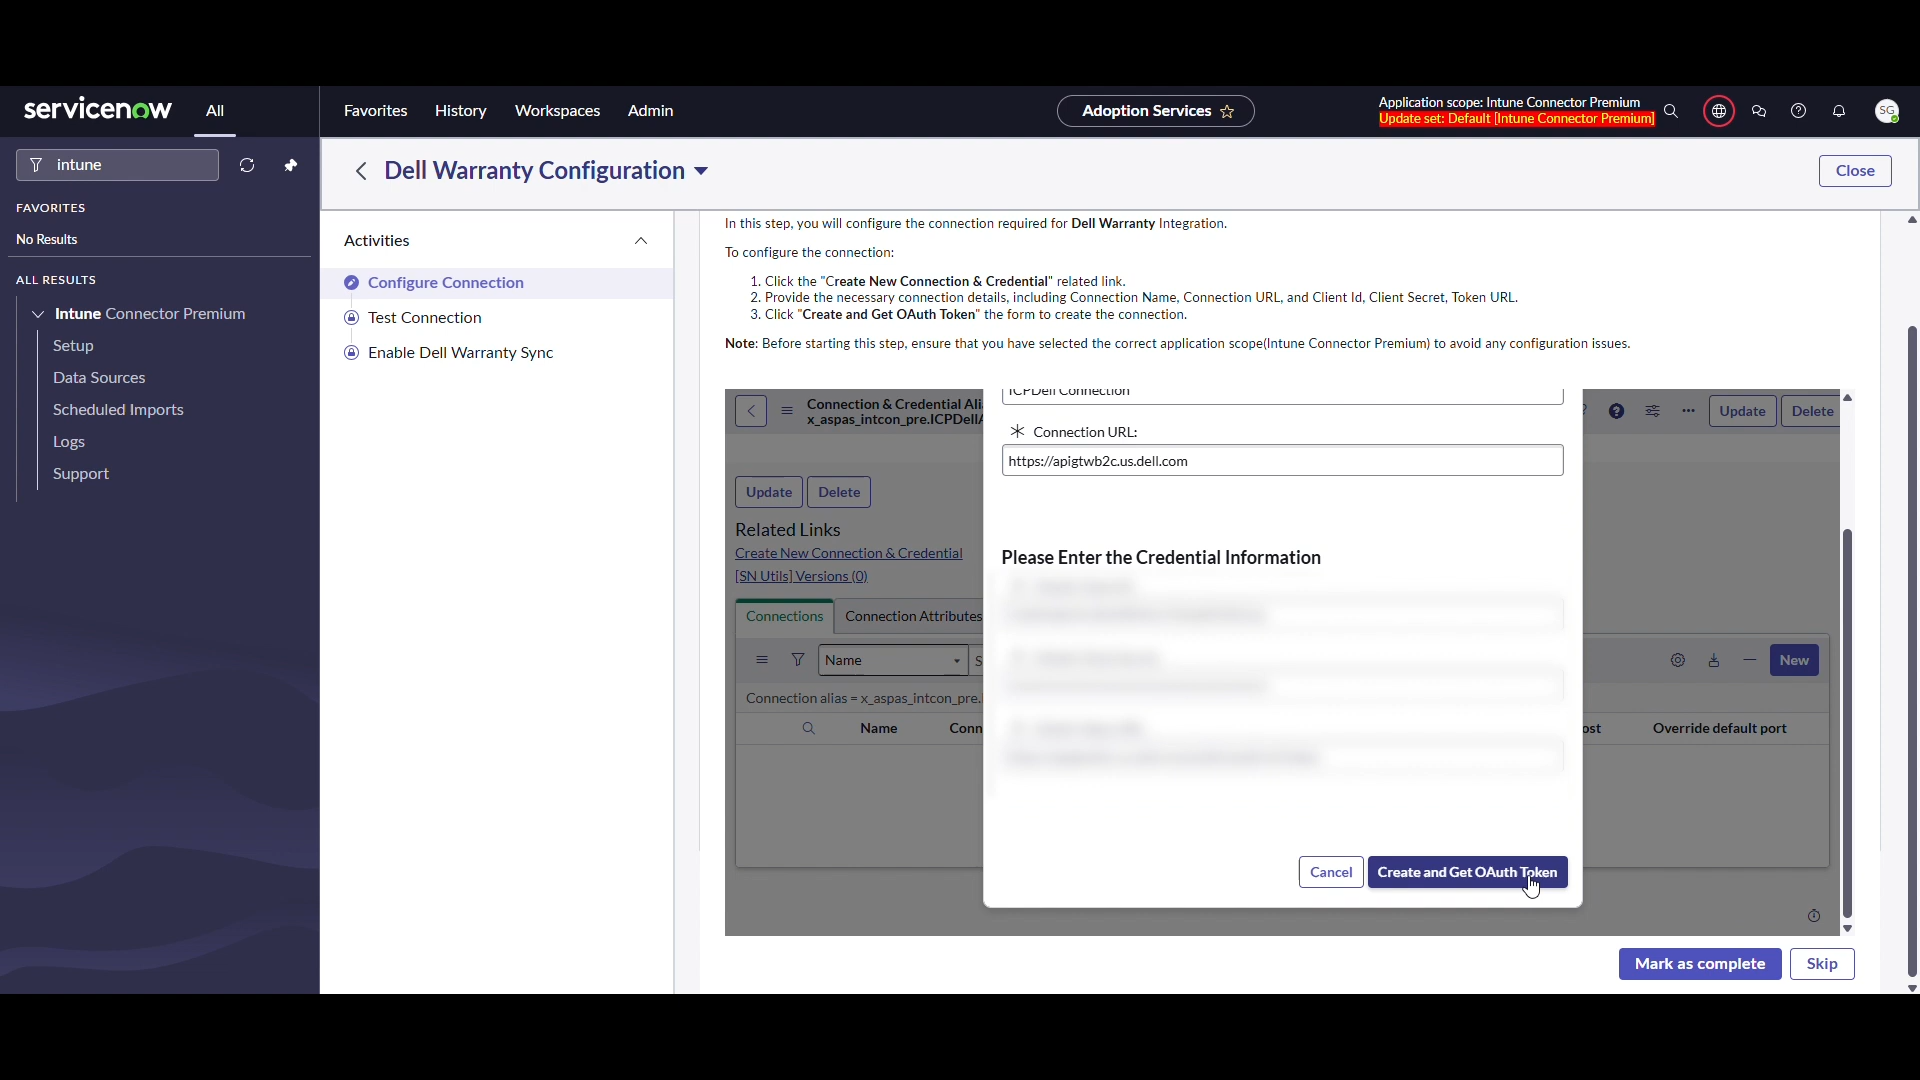 servicenow
All
Favorites
History
Workspaces
Admin
Adoption Services
Application scope: Intune Connector Premium
Update set: Default [Intune Connector Premium]
SG
intune
FAVORITES
No Results
ALL RESULTS
Intune Connector Premium
Setup
Data Sources
Scheduled Imports
Logs
Support
Dell Warranty Configuration
Close
Activities
Configure Connection
Test Connection
Enable Dell Warranty Sync
In this step, you will configure the connection required for Dell Warranty Integration.
To configure the connection:
1. Click the "Create New Connection & Credential" related link.
2. Provide the necessary connection details, including Connection Name, Connection URL, and Client Id, Client Secret, Token URL.
3. Click "Create and Get OAuth Token" the form to create the connection.
Note: Before starting this step, ensure that you have selected the correct application scope(Intune Connector Premium) to avoid any configuration issues.
Connection & Credential Ali
x_aspas_intcon_pre.ICPDellA
Update
Delete
Update
Delete
Related Links
Create New Connection & Credential
[SN Utils] Versions (0)
Connections
Connection Attributes
Name
S
New
Connection alias = x_aspas_intcon_pre.
Name
Conn
ost
Override default port
ICPDell Connection
Connection URL:
https://apigtwb2c.us.dell.com
Please Enter the Credential Information
Cancel
Create and Get OAuth Token
Mark as complete
Skip